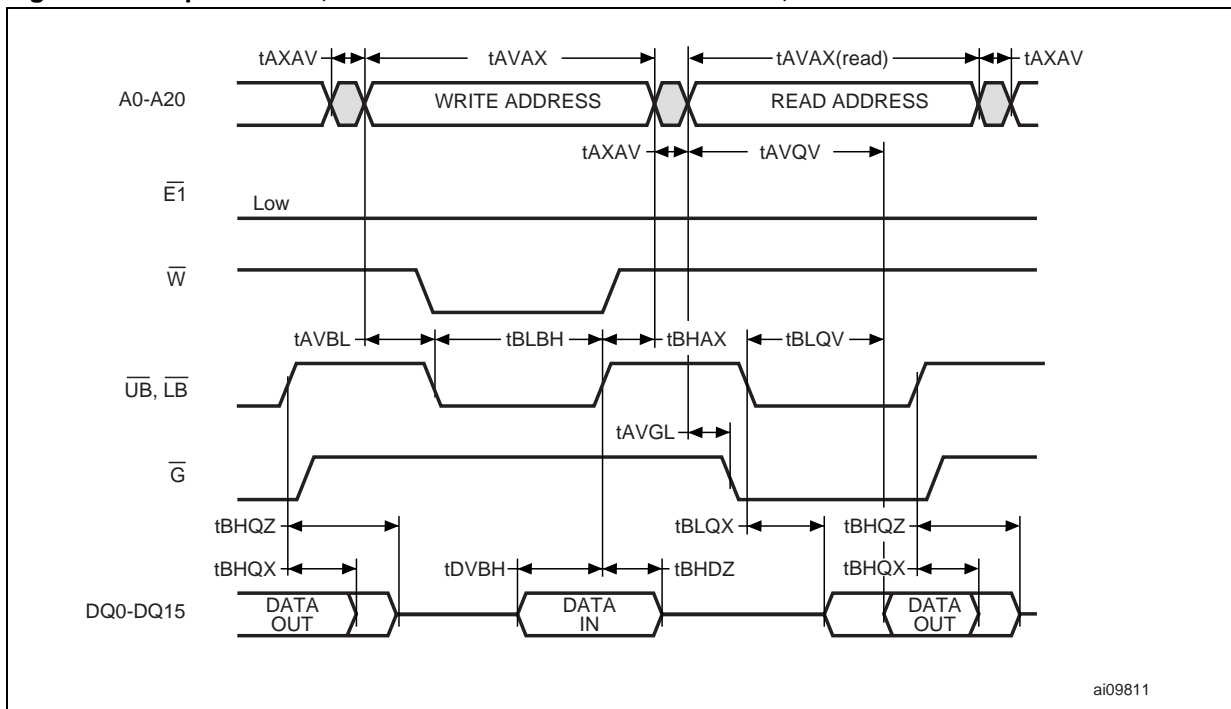 tAXAV tAVAX tAVAX(read) tAXAV
A0-A20 WRITE ADDRESS READ ADDRESS
tAXAV tAVQV
E1
Low
W
tAVBL tBLBH tBHAX tBLQV
UB, LB
tAVGL
G
tBHQZ tBLQX tBHQZ
tBHQX tDVBH tBHDZ tBHQX
DQ0-DQ15 DATA OUT DATA IN DATA OUT
ai09811